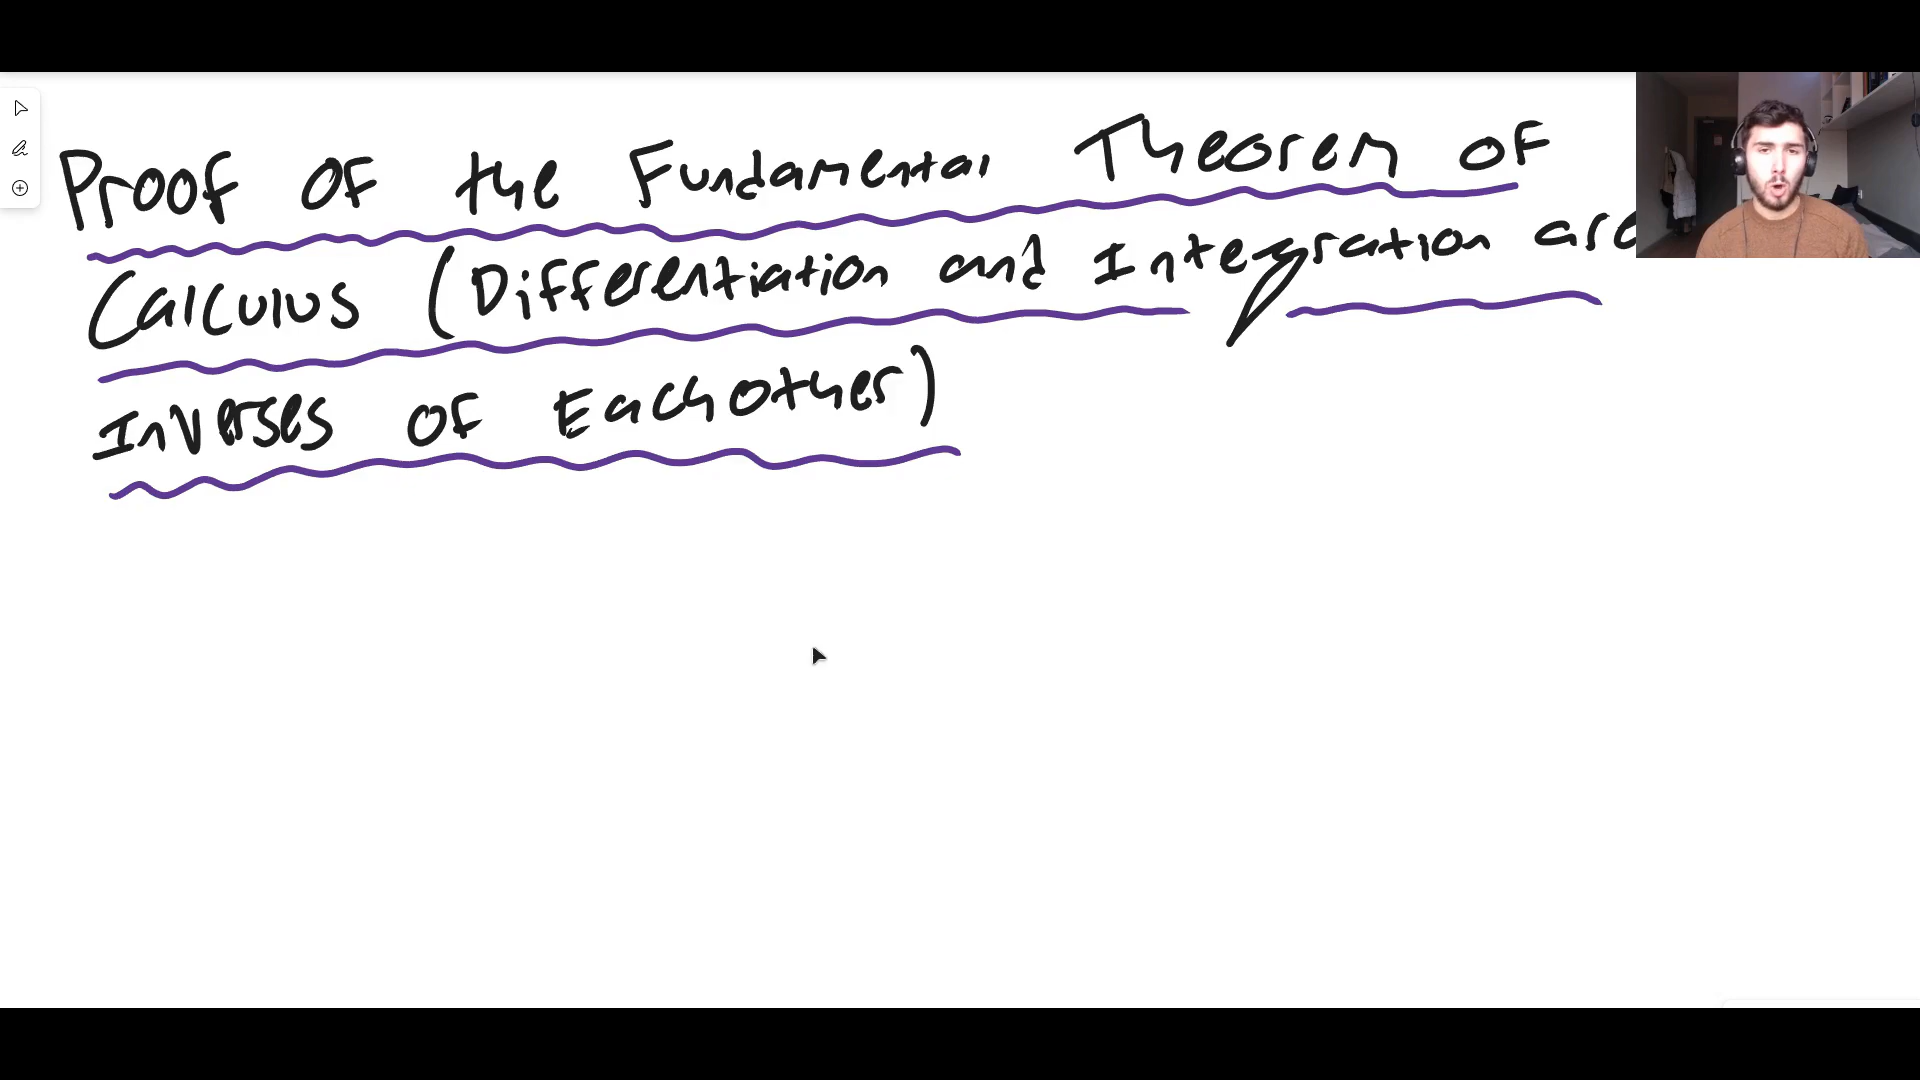 Proof of the Fundamental Theorem of
Calculus (Differentiation and Integration are
Inverses of Eachother)